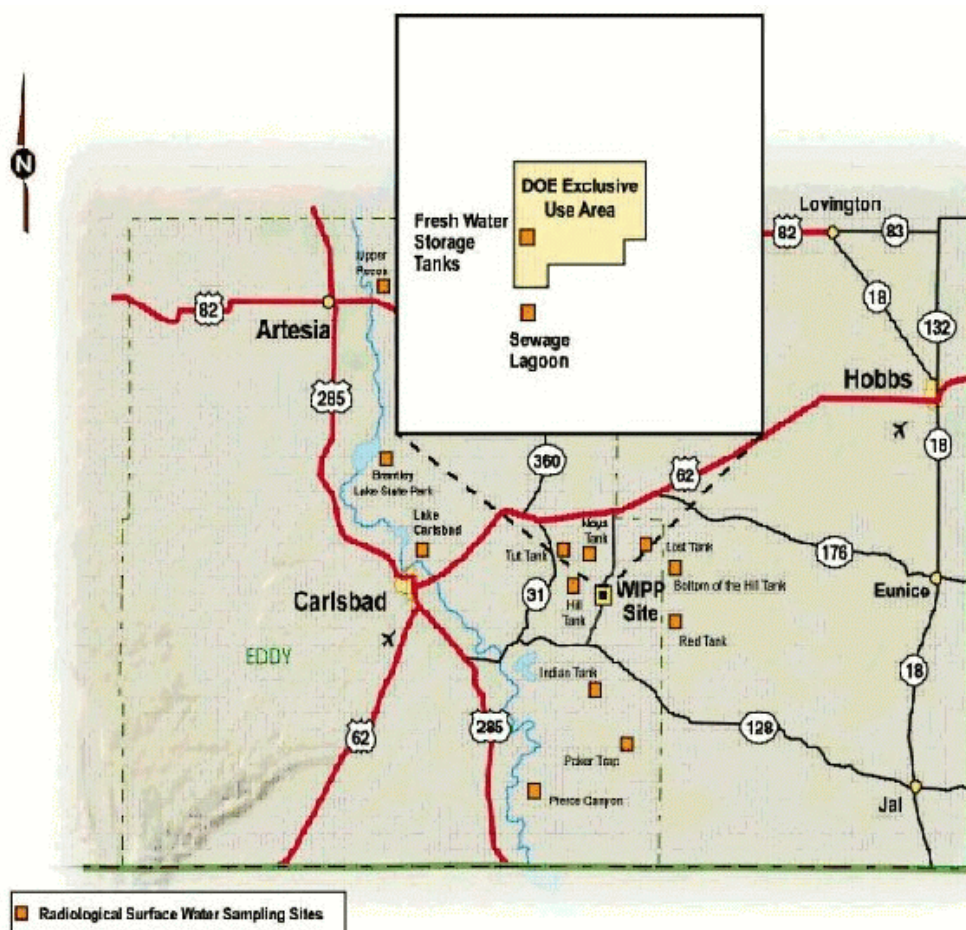 N
DOE Exclusive
Use Area
Fresh Water
Storage
Tanks
Sewage
Lagoon
Lovington
82
83
Upper
Pecos
82
Artesia
18
132
285
Hobbs
18
360
62
Brantley
Lake State Park
Lake
Carlsbad
Noya
Tank
Tut Tank
Lost Tank
176
Bottom of the Hill Tank
Carlsbad
31
Hill
Tank
WIPP
Site
Eunice
Red Tank
EDDY
Indian Tank
18
62
285
128
Poker Trap
Pierce Canyon
Jal
Radiological Surface Water Sampling Sites